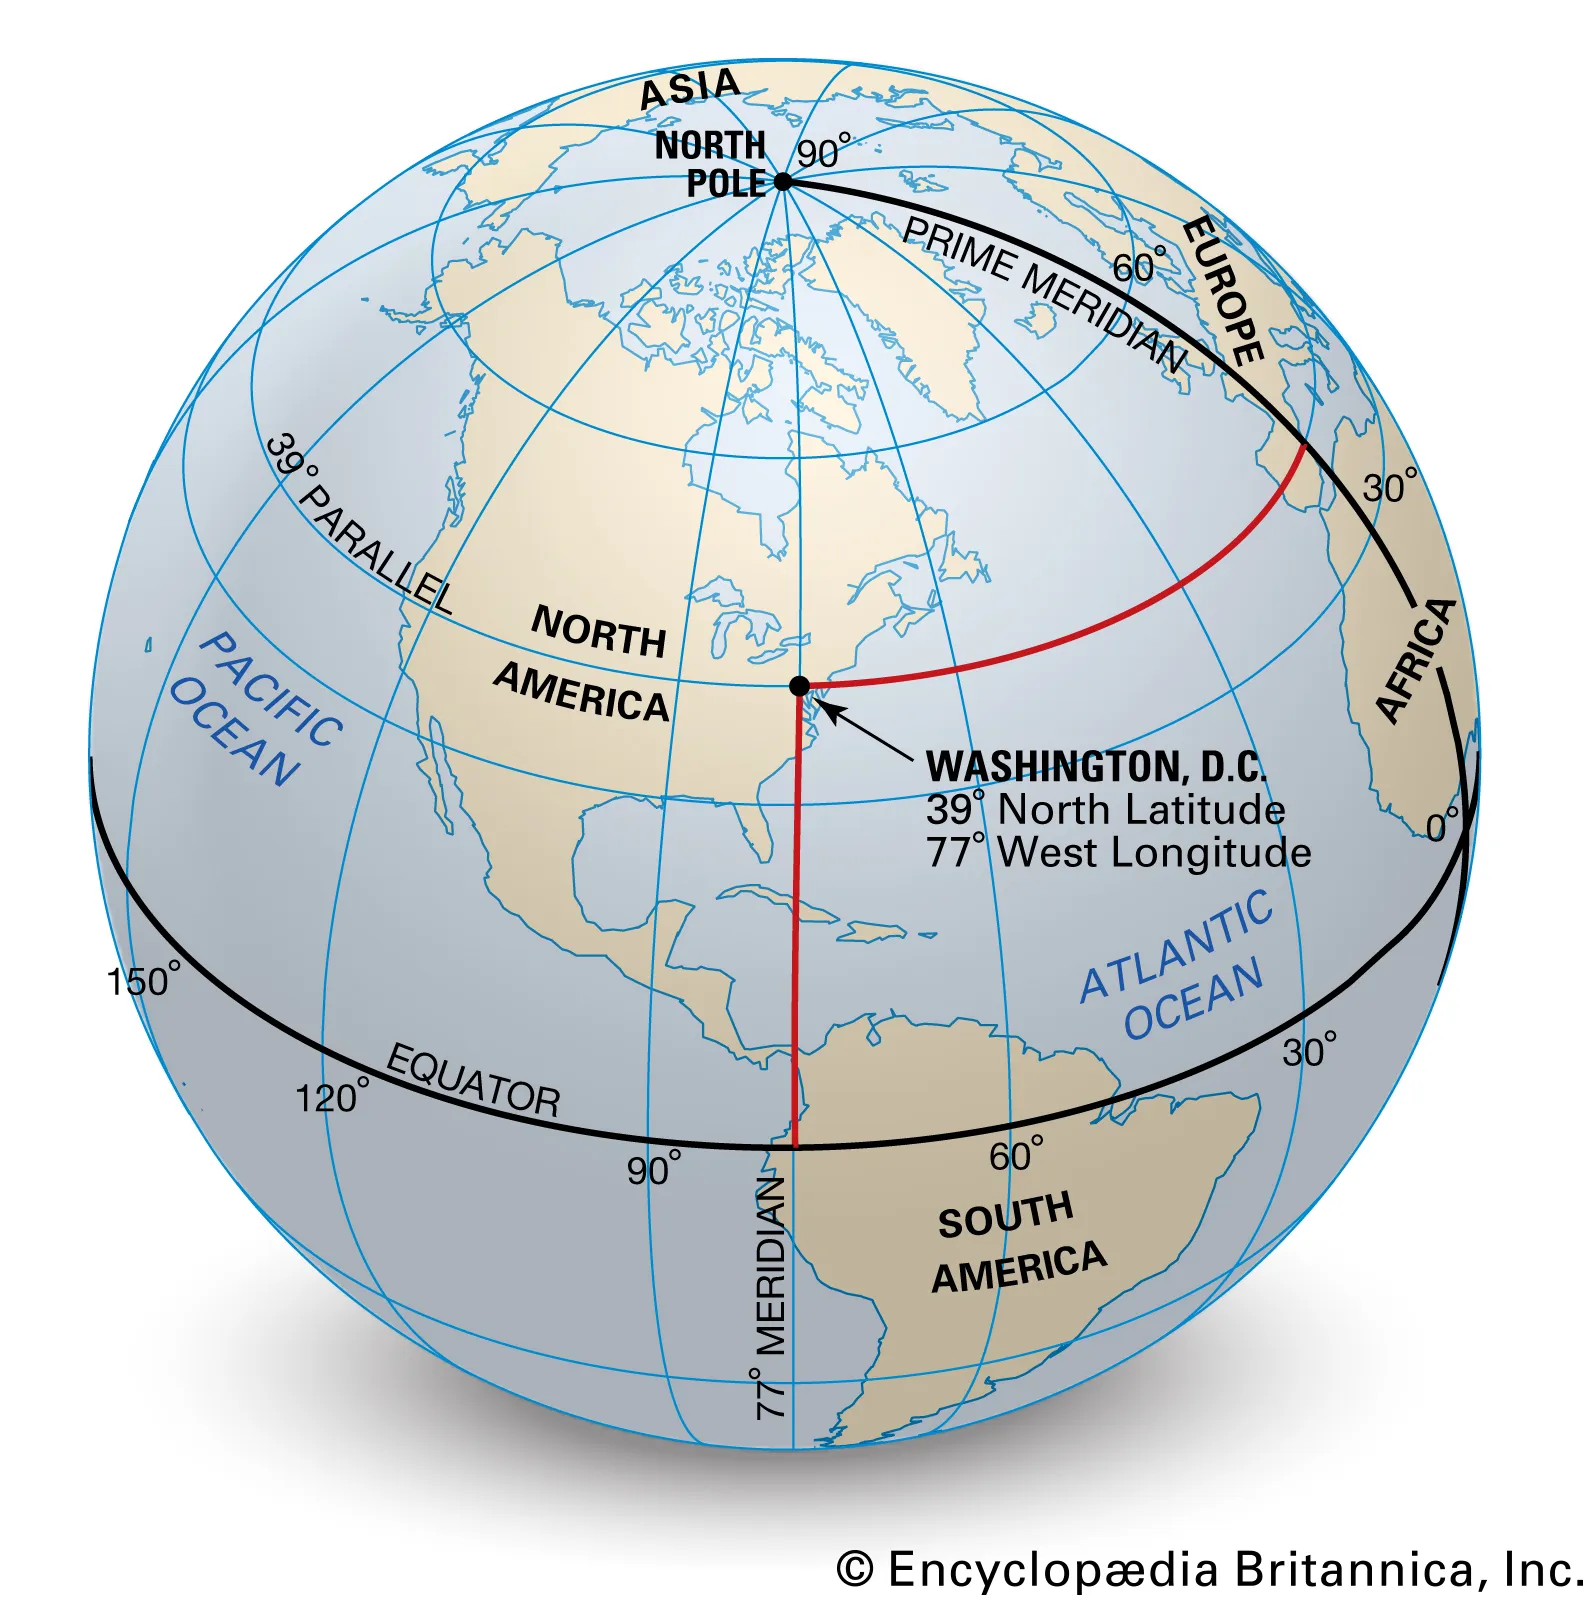 ASIA
NORTH
POLE
90°
PRIME MERIDIAN
60°
EUROPE
30°
39° PARALLEL
NORTH
AMERICA
PACIFIC
OCEAN
AFRICA
WASHINGTON, D.C.
39° North Latitude
77° West Longitude
0°
ATLANTIC
OCEAN
150°
120°
EQUATOR
90°
60°
30°
77° MERIDIAN
SOUTH
AMERICA
© Encyclopædia Britannica, Inc.